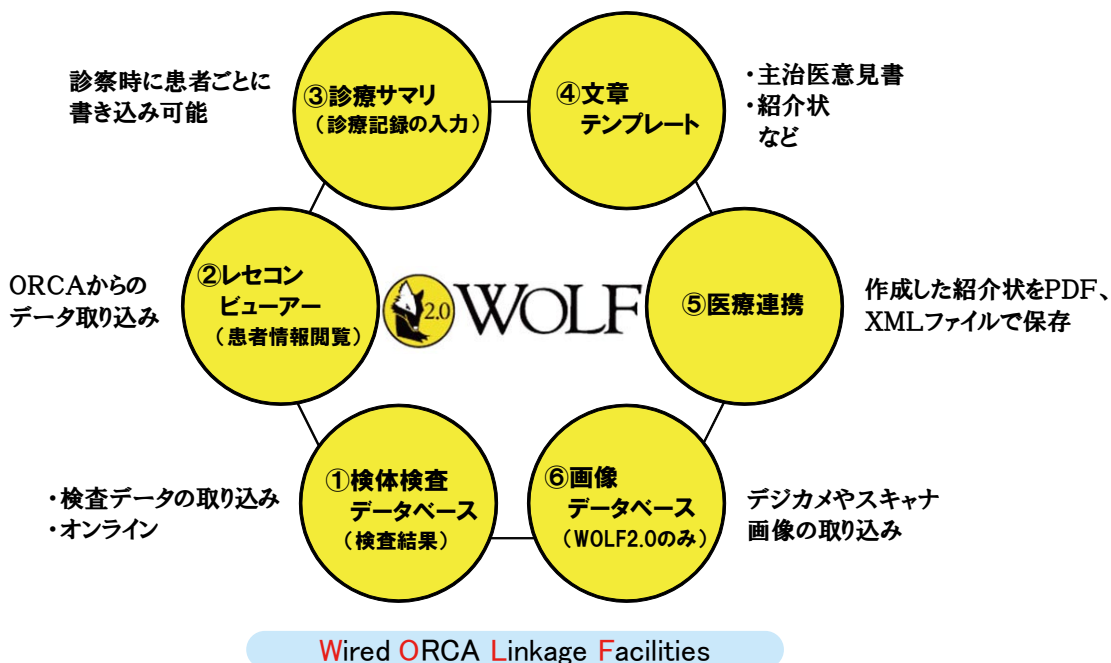 診察時に患者ごとに
書き込み可能
③診療サマリ
（診療記録の入力）
④文章
テンプレート
・主治医意見書
・紹介状
など
ORCAからの
データ取り込み
②レセコン
ビューアー
（患者情報閲覧）
2.0 WOLF
⑤医療連携
作成した紹介状をPDF、
XMLファイルで保存
・検査データの取り込み
・オンライン
①検体検査
データベース
（検査結果）
⑥画像
データベース
（WOLF2.0のみ）
デジカメやスキャナ
画像の取り込み
Wired ORCA Linkage Facilities